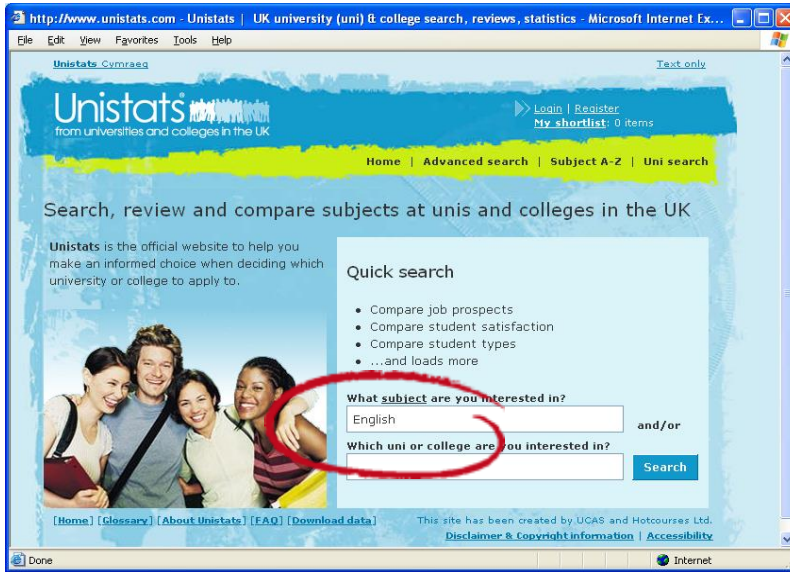 http://www.unistats.com - Unistats | UK university (uni) & college search, reviews, statistics - Microsoft Internet Ex...
File Edit View Favorites Tools Help
Unistats Cymraeg
Text only
Unistats
from universities and colleges in the UK
Login | Register
My shortlist: 0 items
Home | Advanced search | Subject A-Z | Uni search
Search, review and compare subjects at unis and colleges in the UK
Unistats is the official website to help you
make an informed choice when deciding which
university or college to apply to.
Quick search
• Compare job prospects
• Compare student satisfaction
• Compare student types
• ...and loads more
What subject are you interested in?
English
and/or
Which uni or college are you interested in?
Search
[Home] [Glossary] [About Unistats] [FAQ] [Download data]
This site has been created by UCAS and Hotcourses Ltd.
Disclaimer & Copyright information | Accessibility
Done
Internet